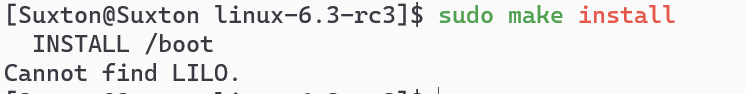 [Suxton@Suxton linux-6.3-rc3]$ sudo make install
  INSTALL /boot
Cannot find LILO.